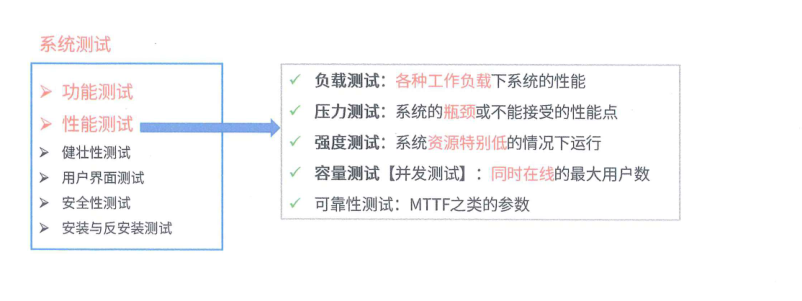 系统测试
功能测试
性能测试
健壮性测试
用户界面测试
安全性测试
安装与反安装测试
负载测试：各种工作负载下系统的性能
压力测试：系统的瓶颈或不能接受的性能点
强度测试：系统资源特别低的情况下运行
容量测试【并发测试】：同时在线的最大用户数
可靠性测试：MTTF之类的参数